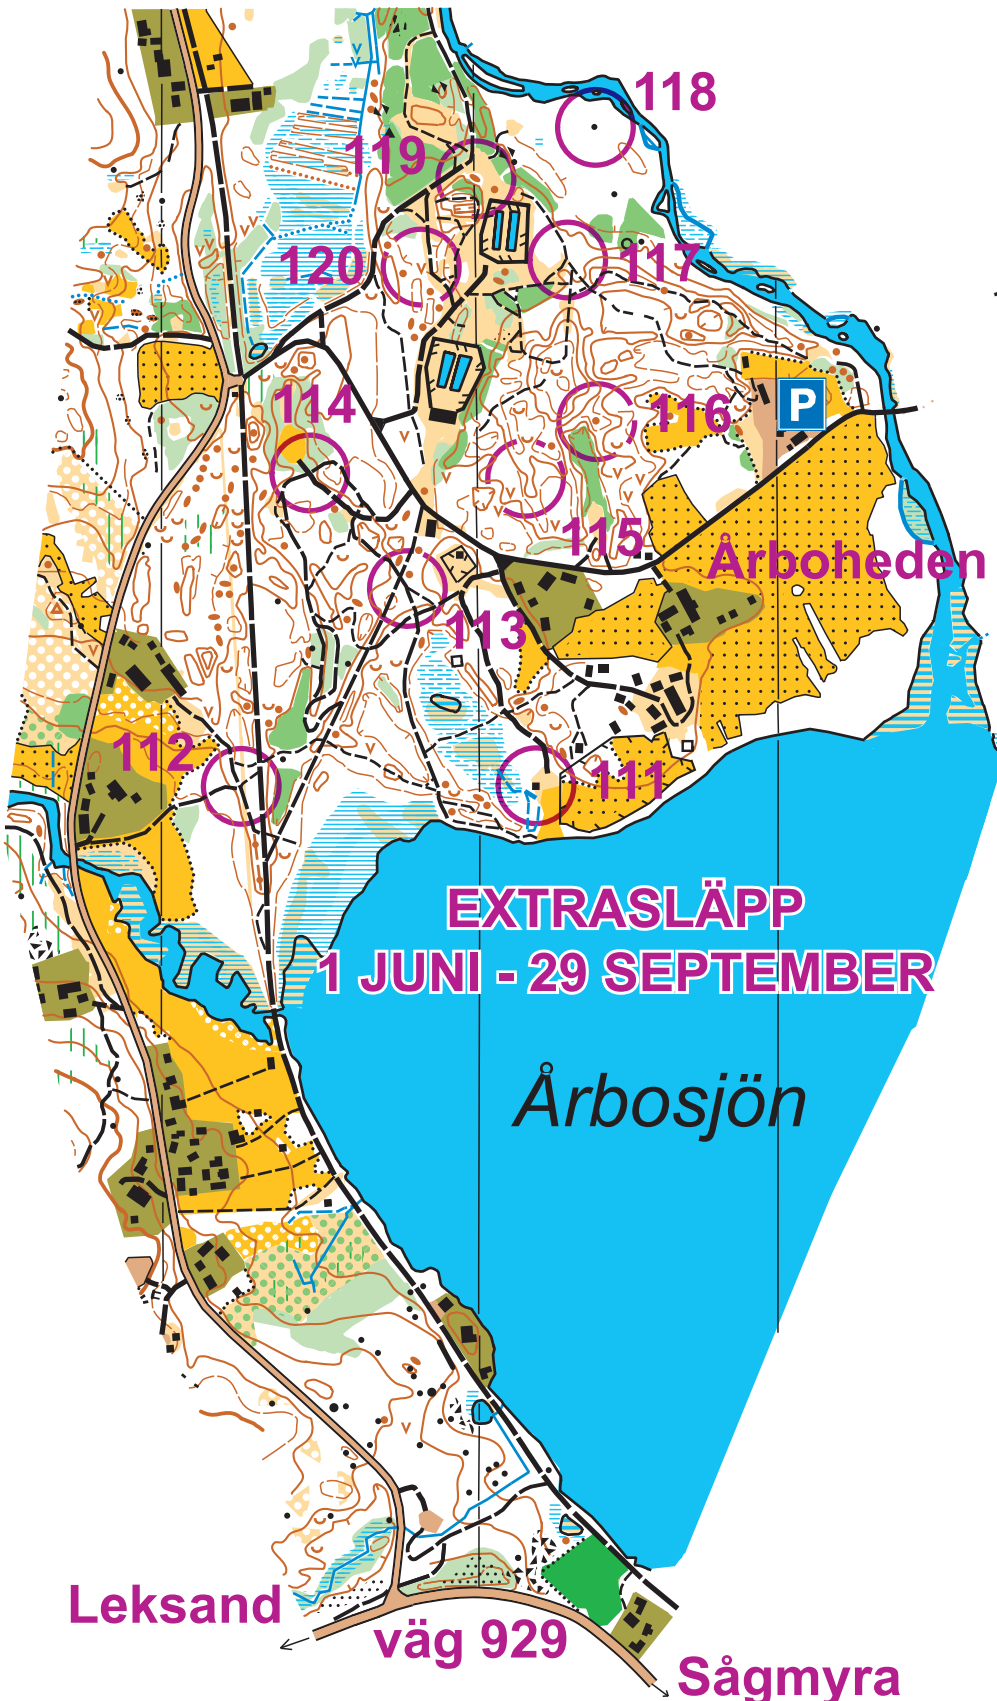 118
119
120
117
114
P
116
115
Årboheden
113
112
111
EXTRASLÄPP
1 JUNI - 29 SEPTEMBER
Årbosjön
Leksand
väg 929
Sågmyra